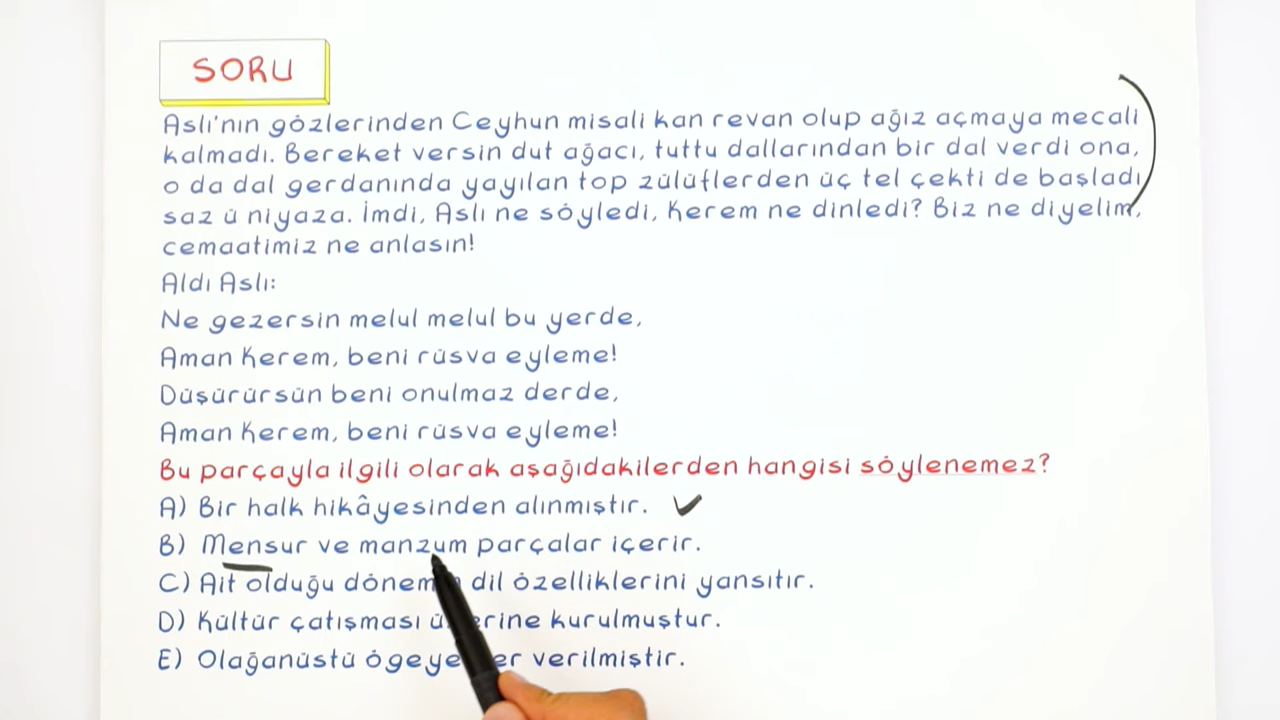 SORU
Aslı'nın gözlerinden Ceyhun misali kan revan olup ağız açmaya mecali
kalmadı. Bereket versin dut ağacı, tuttu dallarından bir dal verdi ona,
o da dal gerdanında yayılan top zülüflerden üç tel çekti de başladı
saz ü niyaza. İmdi, Aslı ne söyledi, Kerem ne dinledi? Biz ne diyelim,
cemaatimiz ne anlasın!
Aldı Aslı:
Ne gezersin melul melul bu yerde,
Aman Kerem, beni rüsva eyleme!
Düşürürsün beni onulmaz derde,
Aman Kerem, beni rüsva eyleme!
Bu parçayla ilgili olarak aşağıdakilerden hangisi söylenemez?
A) Bir halk hikâyesinden alınmıştır.
B) Mensur ve manzum parçalar içerir.
C) Ait olduğu dil özelliklerini yansıtır.
D) Kültür çatışması kurulmuştur.
E) Olağanüstü verilmiştir.